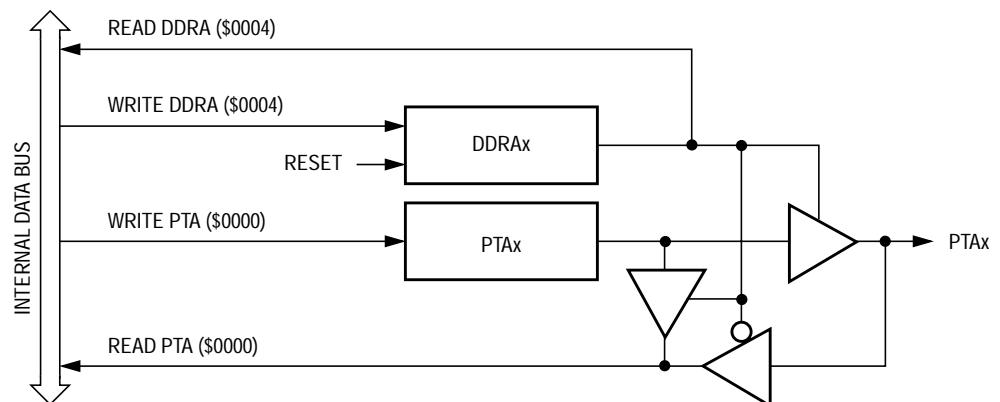 READ DDRA ($0004)
WRITE DDRA ($0004)
DDRAx
RESET
WRITE PTA ($0000)
PTAx
PTAx
READ PTA ($0000)
INTERNAL DATA BUS